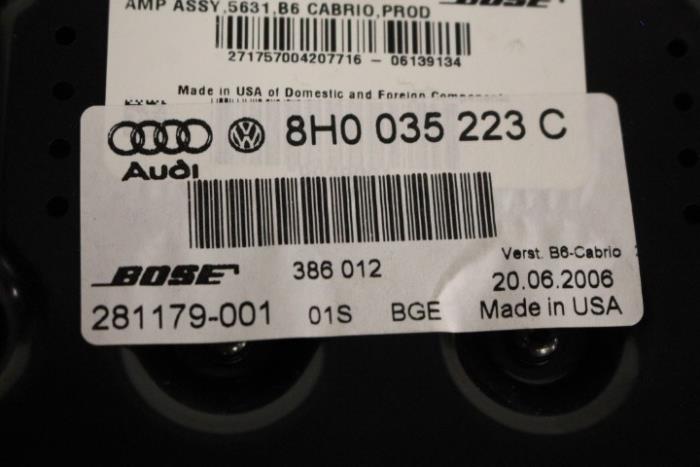 AMP ASSY,5631,B6 CABRIO,PROD
BOSE
271757004207716 - 06139134
Made in USA of Domestic and Foreign Components
8H0 035 223 C
Audi
BOSE 386 012
Verst. B6-Cabrio
20.06.2006
281179-001 01S BGE Made in USA